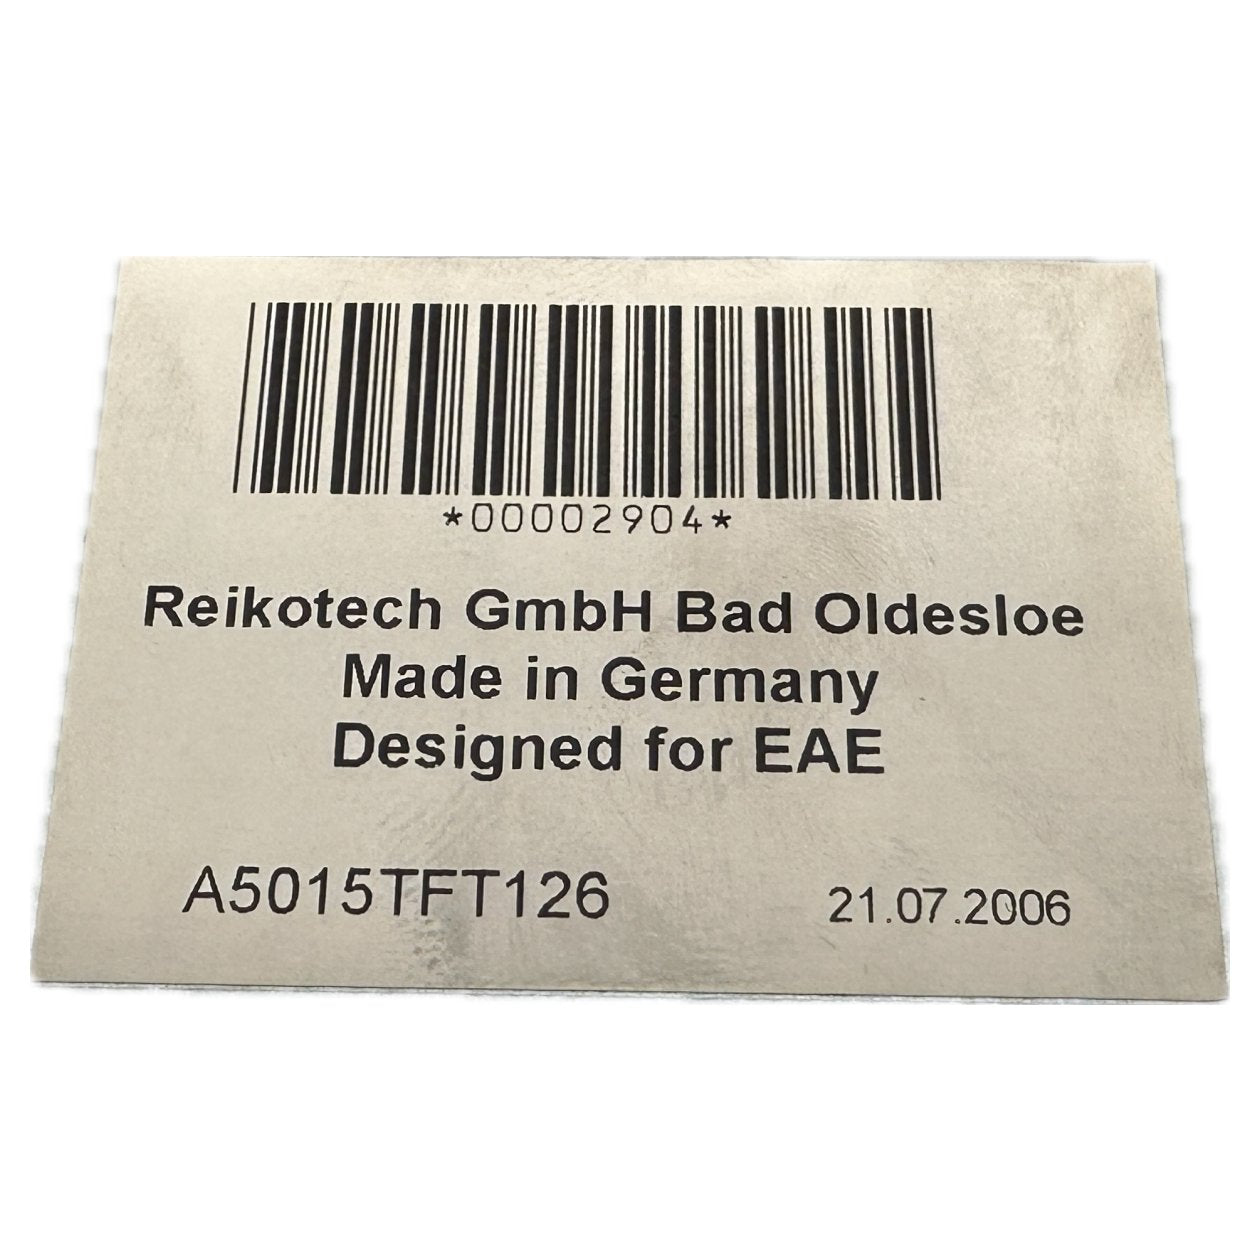 *00002904*
Reikotech GmbH Bad Oldesloe
Made in Germany
Designed for EAE
A5015TFT126 21.07.2006